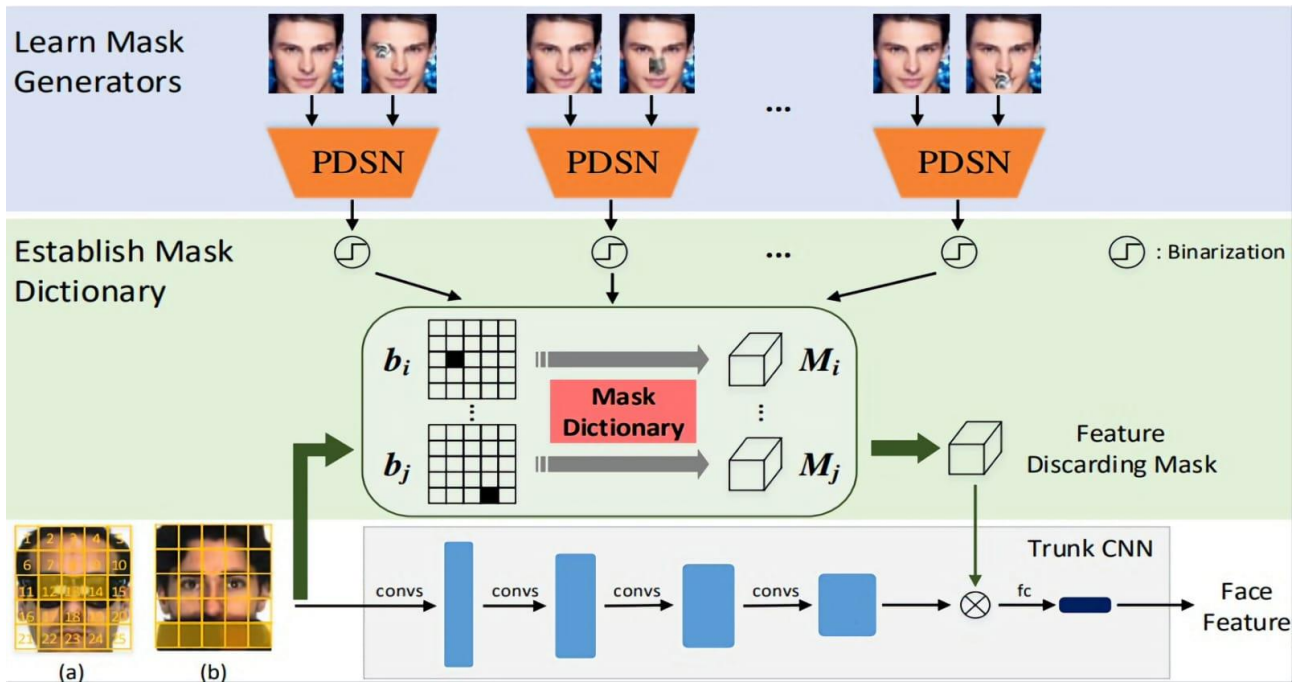 Learn Mask
Generators
...
PDSN
PDSN
PDSN
Establish Mask
Dictionary
...
: Binarization
b_i
M_i
Mask
Dictionary
b_j
M_j
Feature
Discarding Mask
1 2 3 4 5
6 7 8 9 10
11 12 13 14 15
16 17 18 19 20
21 22 23 24 25
(a)
(b)
Trunk CNN
convs
convs
convs
convs
fc
Face
Feature